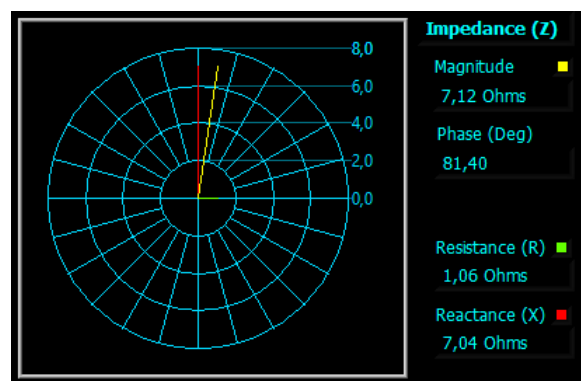 8,0
6,0
4,0
2,0
0,0
Impedance (Z)
Magnitude
7,12 Ohms
Phase (Deg)
81,40
Resistance (R)
1,06 Ohms
Reactance (X)
7,04 Ohms